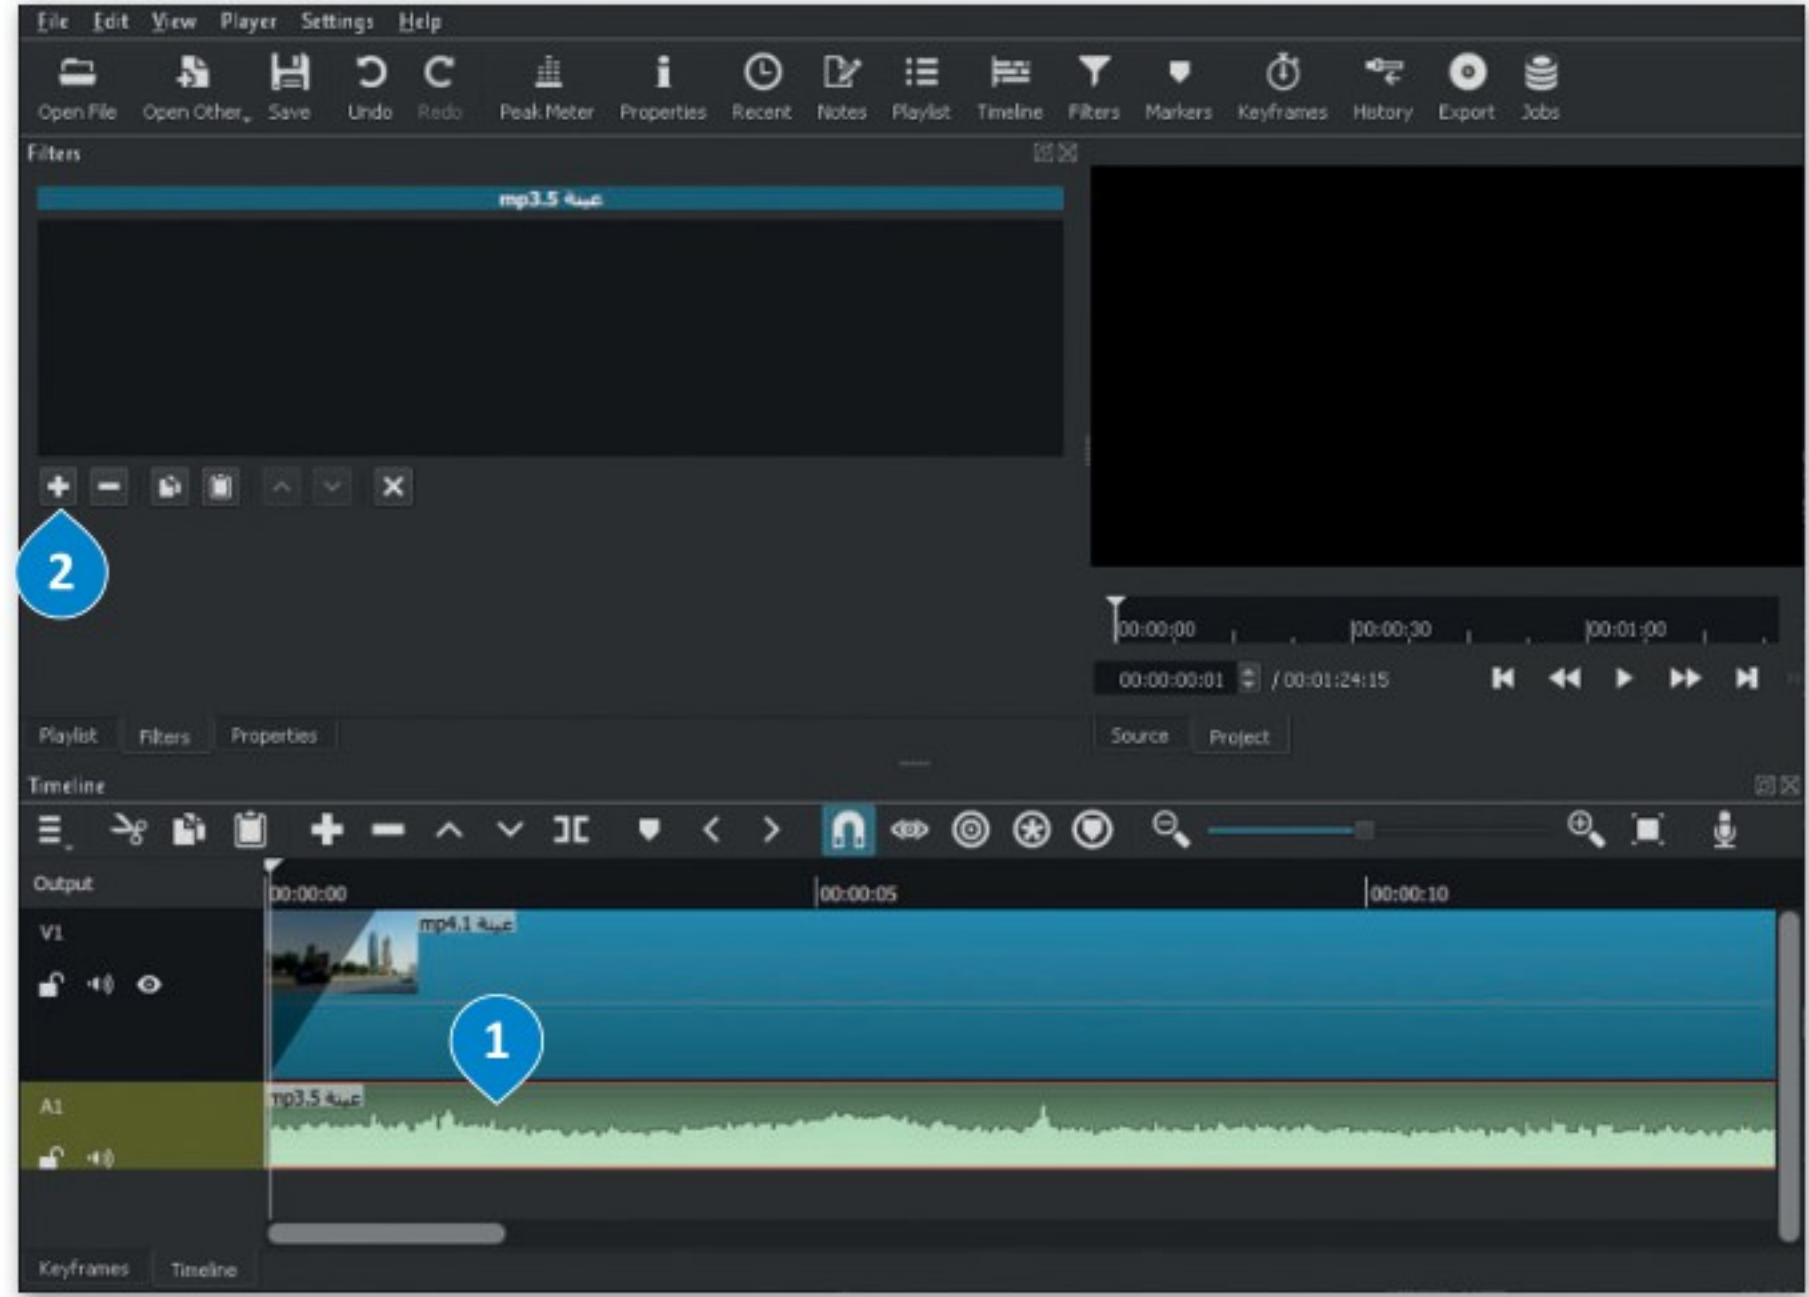 File Edit View Player Settings Help
Open File Open Other... Save Undo Redo Peak Meter Properties Recent Notes Playlist Timeline Filters Markers Keyframes History Export Jobs
Filters
عينة mp3.5
2
00:00:00 00:00:30 00:01:00
00:00:00:01 / 00:01:24:15
Playlist Filters Properties
Source Project
Timeline
Output
00:00:00 00:00:05 00:00:10
V1
عينة mp4.1
1
A1
عينة mp3.5
Keyframes Timeline